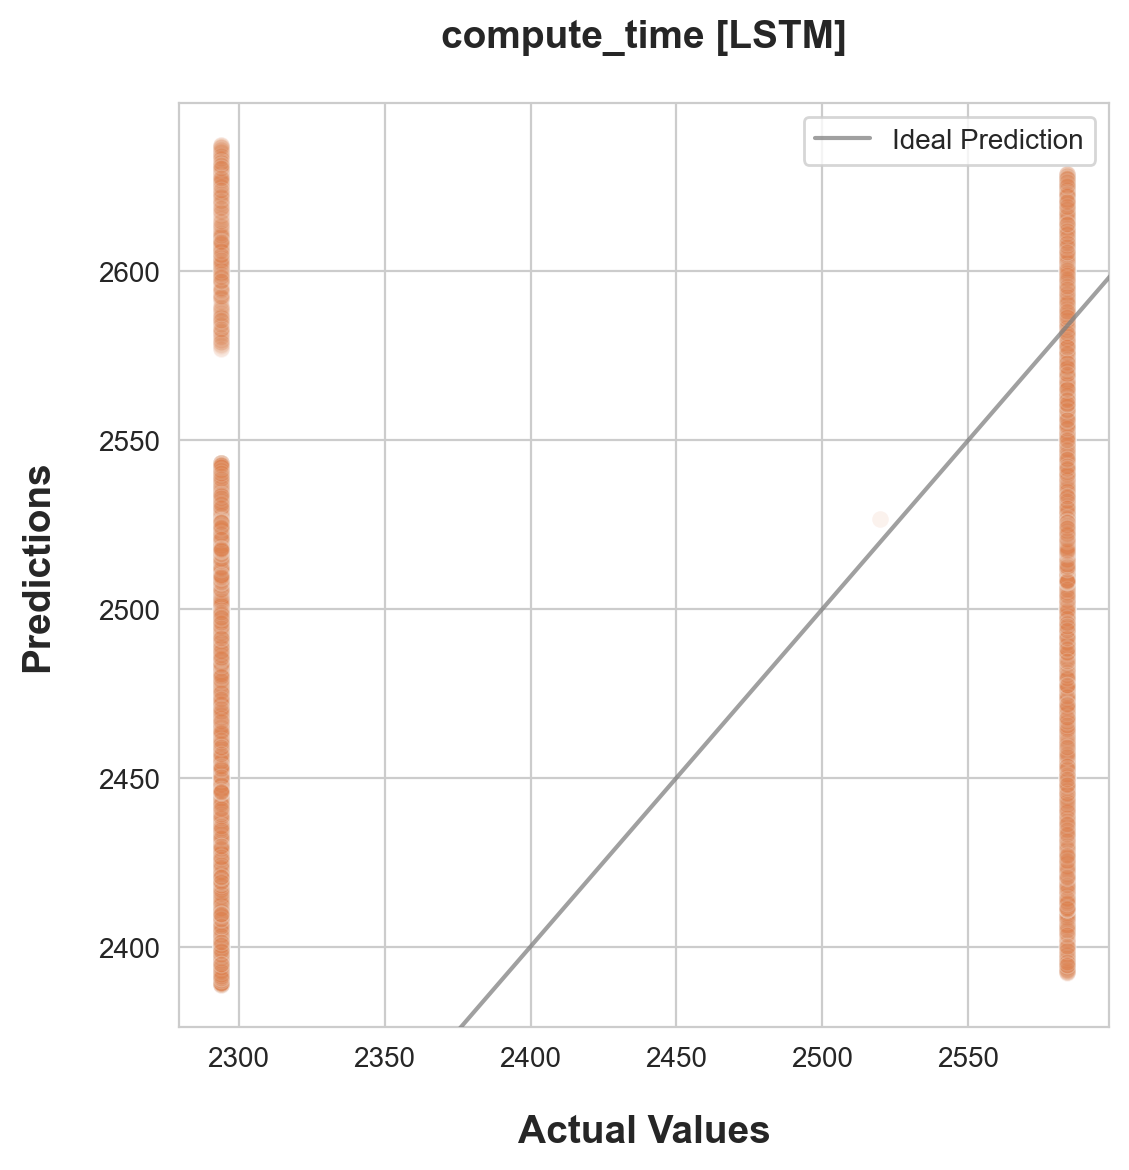 compute_time [LSTM]
Ideal Prediction
2600
2550
2500
2450
2400
Predictions
2300 2350 2400 2450 2500 2550
Actual Values